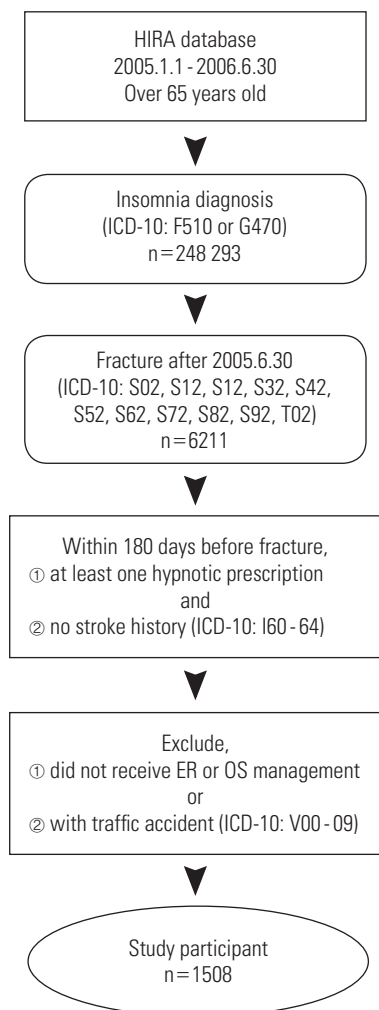 HIRA database
2005.1.1 - 2006.6.30
Over 65 years old
Insomnia diagnosis
(ICD-10: F510 or G470)
n=248 293
Fracture after 2005.6.30
(ICD-10: S02, S12, S12, S32, S42,
S52, S62, S72, S82, S92, T02)
n=6211
Within 180 days before fracture,
① at least one hypnotic prescription
and
② no stroke history (ICD-10: I60 - 64)
Exclude,
① did not receive ER or OS management
or
② with traffic accident (ICD-10: V00 - 09)
Study participant
n=1508